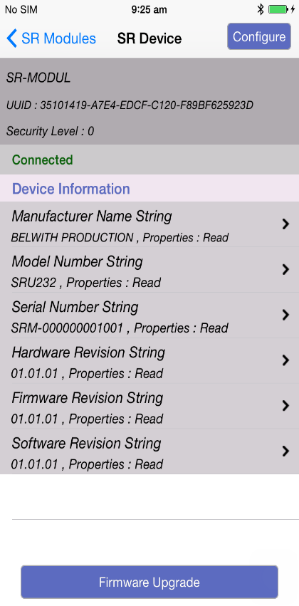 No SIM 9:25 am
SR Modules SR Device Configure
SR-MODUL
UUID : 35101419-A7E4-EDCF-C120-F89BF625923D
Security Level : 0
Connected
Device Information
Manufacturer Name String
BELWITH PRODUCTION , Properties : Read
Model Number String
SRU232 , Properties : Read
Serial Number String
SRM-000000001001 , Properties : Read
Hardware Revision String
01.01.01 , Properties : Read
Firmware Revision String
01.01.01 , Properties : Read
Software Revision String
01.01.01 , Properties : Read
Firmware Upgrade